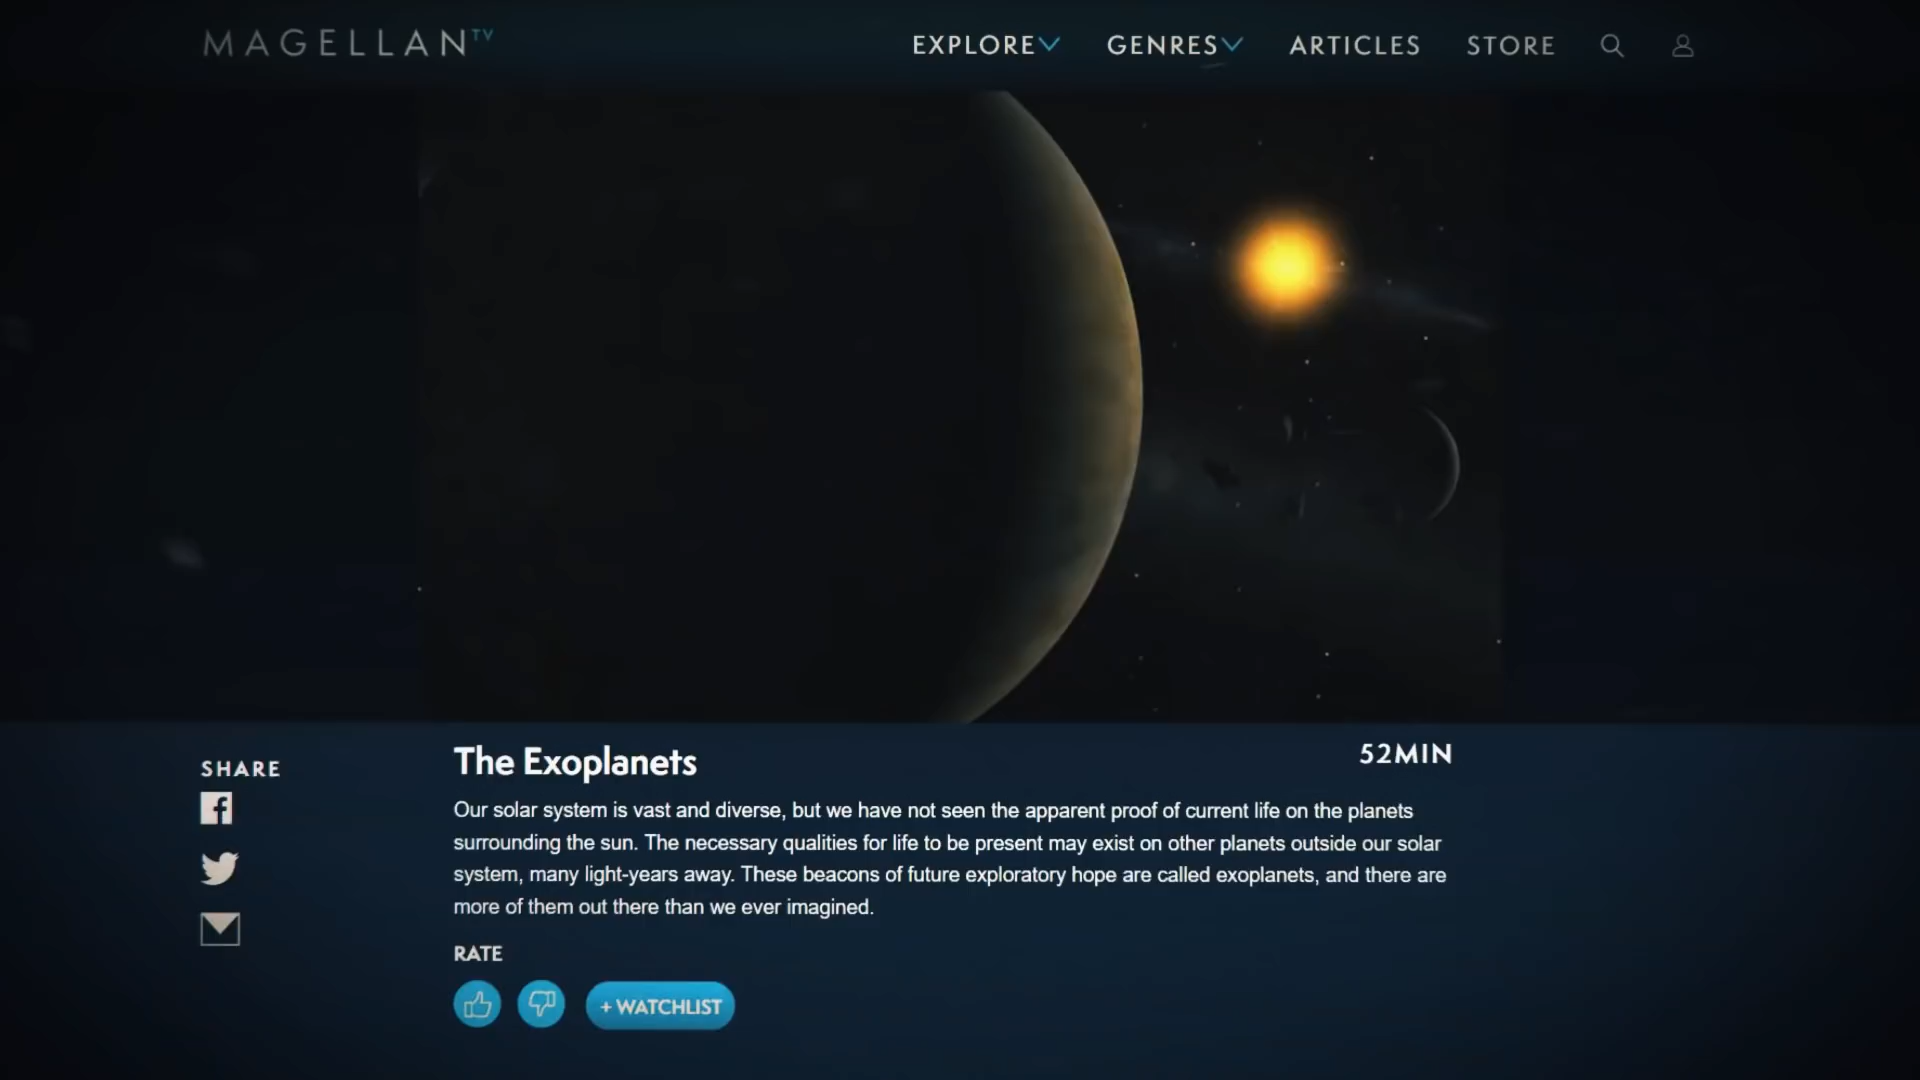 MAGELLANTV
EXPLORE
GENRES
ARTICLES
STORE
SHARE
The Exoplanets
52MIN
Our solar system is vast and diverse, but we have not seen the apparent proof of current life on the planets
surrounding the sun. The necessary qualities for life to be present may exist on other planets outside our solar
system, many light-years away. These beacons of future exploratory hope are called exoplanets, and there are
more of them out there than we ever imagined.
RATE
+ WATCHLIST